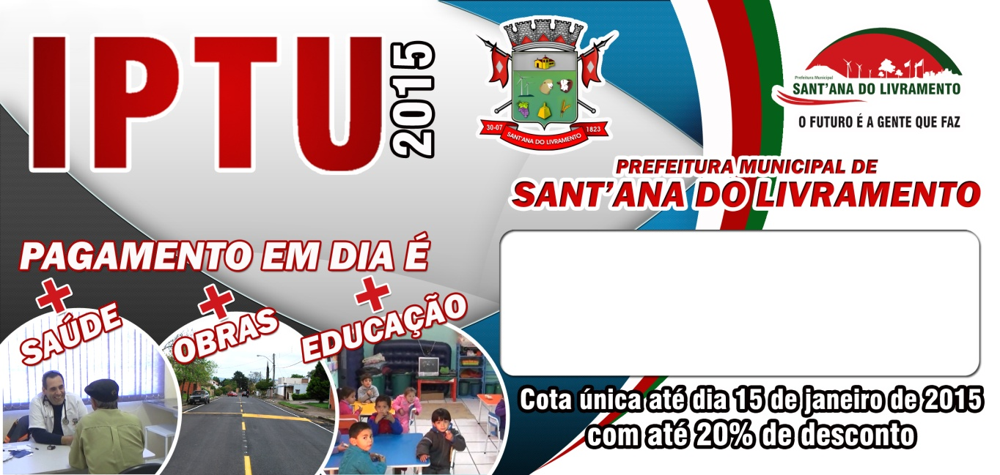 IPTU
2015
PAGAMENTO EM DIA É
+
SAÚDE
+
OBRAS
+
EDUCAÇÃO
30-07
SANT'ANA DO LIVRAMENTO
1823
Prefeitura Municipal
SANT'ANA DO LIVRAMENTO
O FUTURO É A GENTE QUE FAZ
PREFEITURA MUNICIPAL DE
SANT'ANA DO LIVRAMENTO
Cota única até dia 15 de janeiro de 2015
com até 20% de desconto